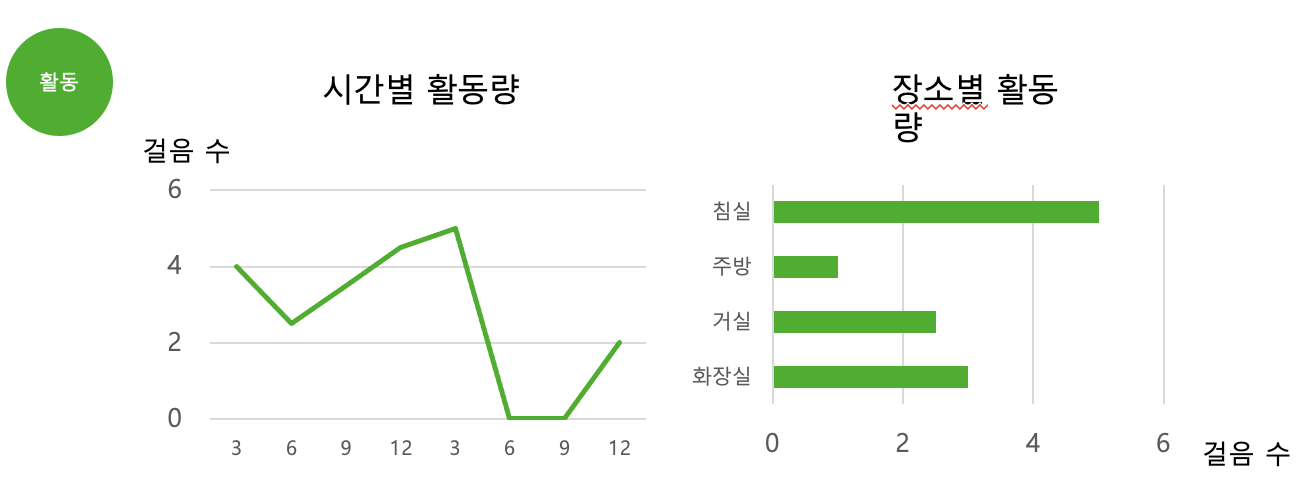 활동
시간별 활동량
걸음 수
6
4
2
0
3 6 9 12 3 6 9 12
장소별 활동
량
침실
주방
거실
화장실
0 2 4 6
걸음 수